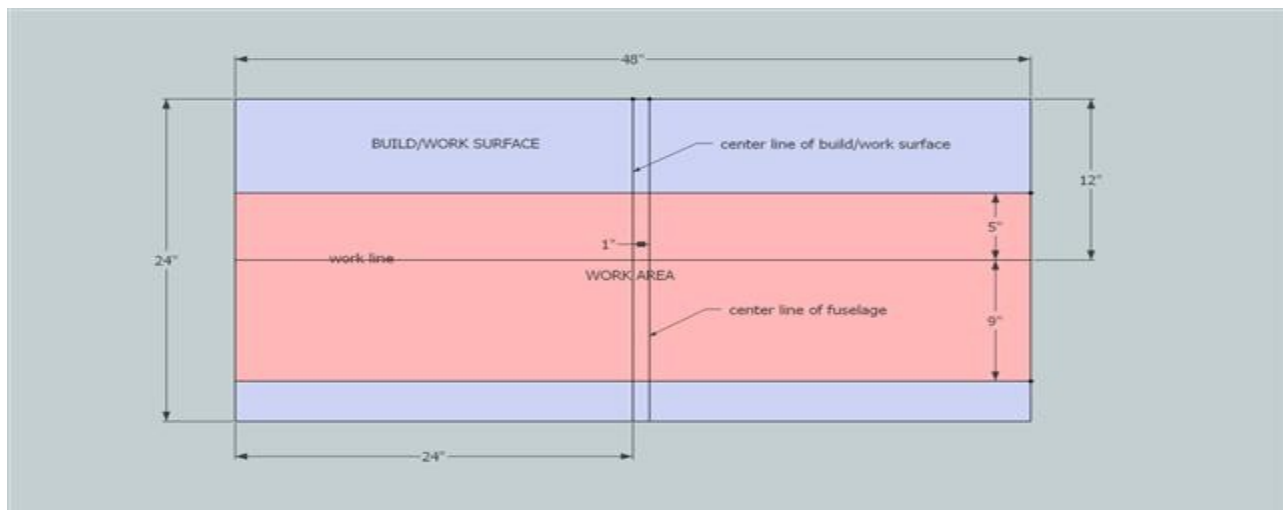 48"
BUILD/WORK SURFACE
center line of build/work surface
12"
5"
1"
24"
work line
WORK AREA
center line of fuselage
9"
24"